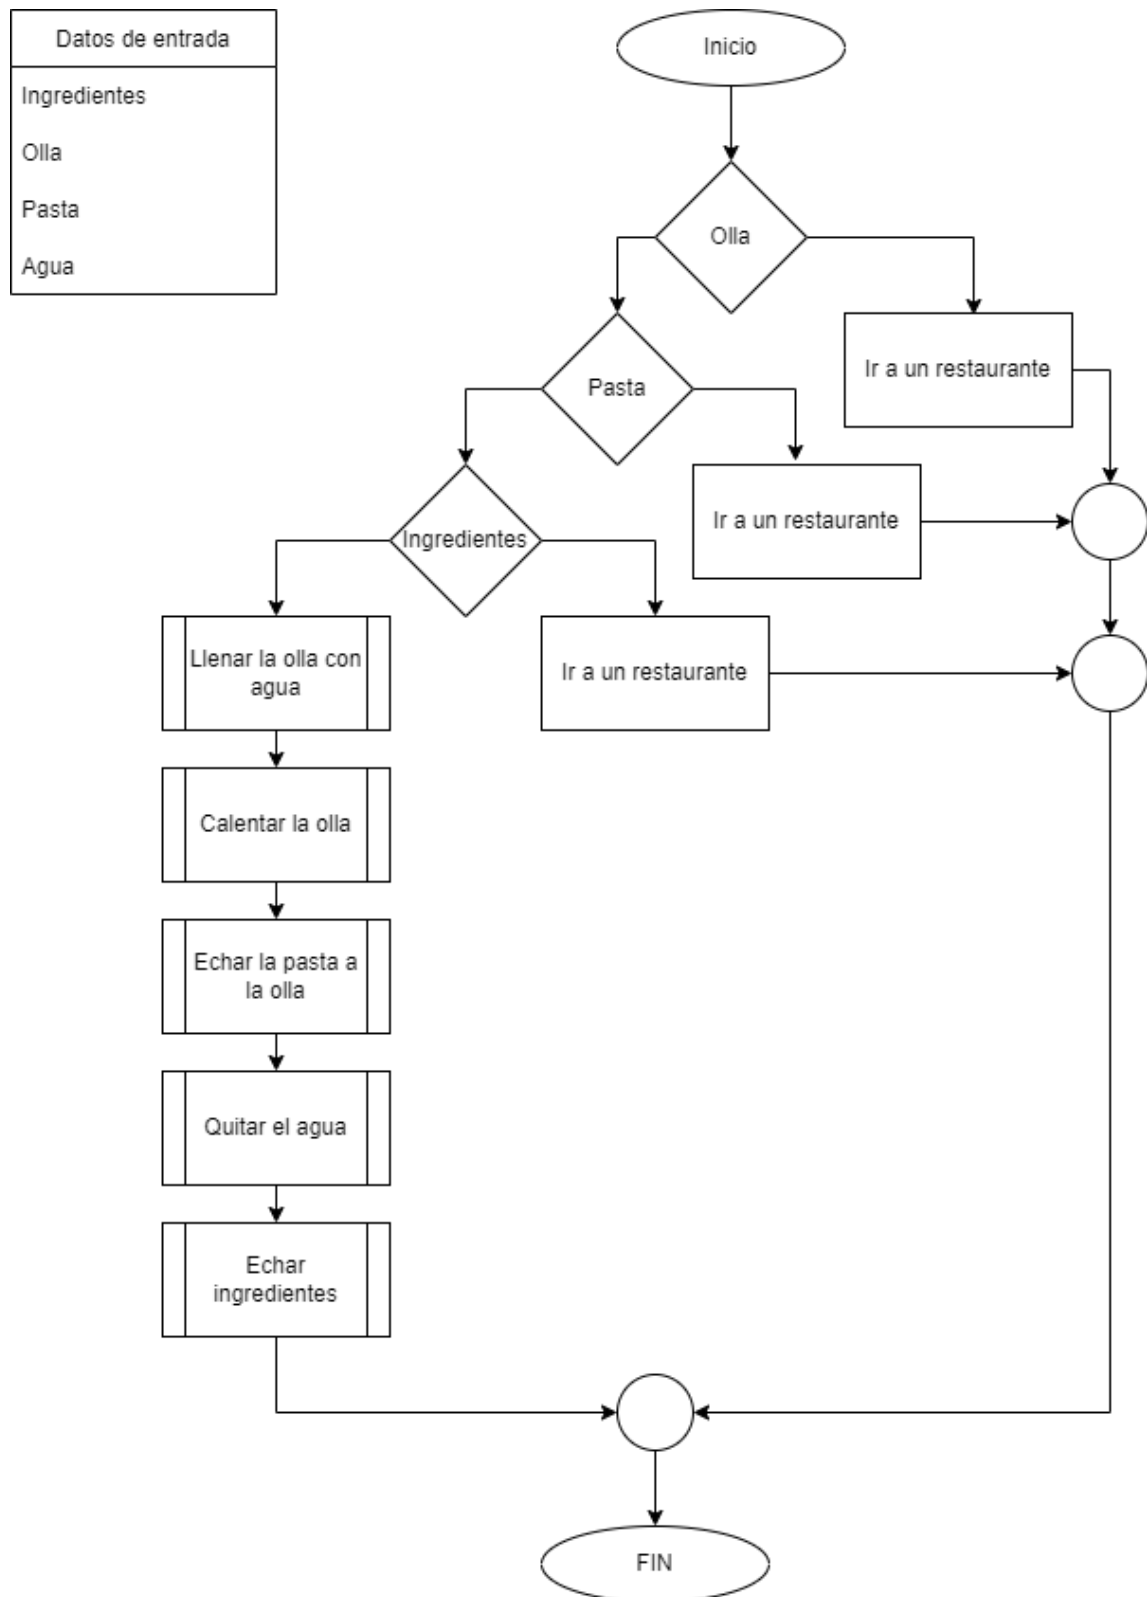 Datos de entrada
Ingredientes
Olla
Pasta
Agua
Inicio
Olla
Ir a un restaurante
Pasta
Ir a un restaurante
Ingredientes
Ir a un restaurante
Llenar la olla con
agua
Calentar la olla
Echar la pasta a
la olla
Quitar el agua
Echar
ingredientes
FIN